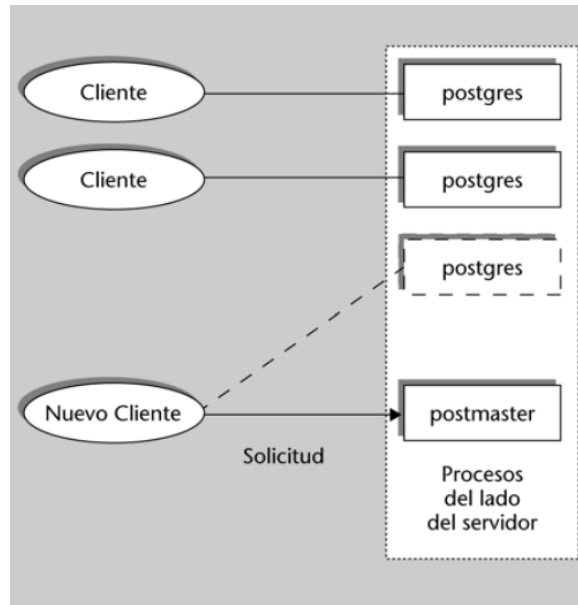 Cliente
postgres
Cliente
postgres
postgres
Nuevo Cliente
postmaster
Solicitud
Procesos
del lado
del servidor